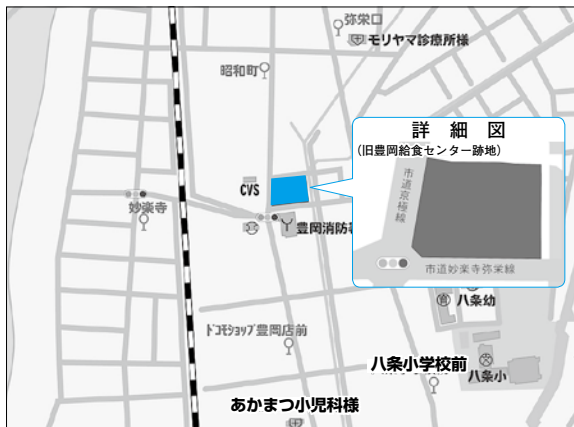 弥栄口
モリヤマ診療所様
昭和町
詳細図
(旧豊岡給食センター跡地)
市道京極線
市道妙楽寺弥栄線
CVS
妙楽寺
豊岡消防
八条幼
ドコモショップ豊岡店前
八条小学校前
八条小
あかまつ小児科様